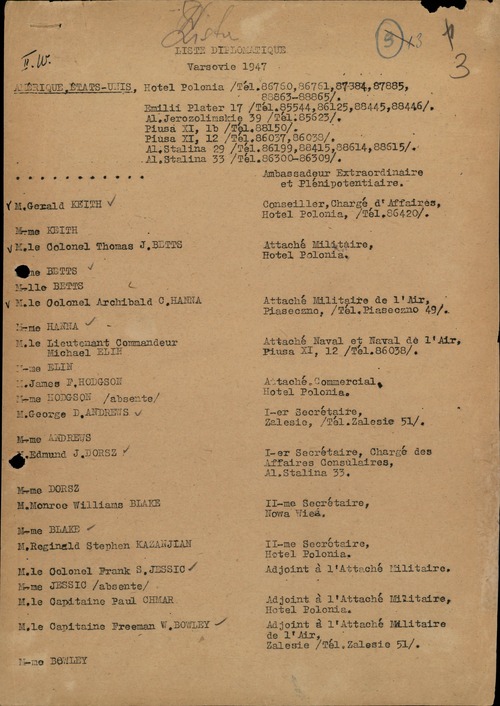 Lista
3 x3
3
II.W.
LISTE DIPLOMATIQUE
Varsovie 1947
AMÉRIQUE, ÉTATS-UNIS, Hotel Polonia /Tél.86760,86761,87384,87885,
88863-88865/.
Emilii Plater 17 /Tél.85544,86125,88445,88446/.
Al.Jerozolimskie 39 /Tél.85623/.
Piusa XI, 1b /Tél.88150/.
Piusa XI, 12 /Tél.86037,86038/.
Al.Stalina 29 /Tél.86199,88415,88614,88615/.
Al.Stalina 33 /Tél.86300-86309/.
. . . . . . . . . . Ambassadeur Extraordinaire
et Plénipotentiaire.
M.Gerald KEITH Conseiller,Chargé d'Affaires,
Hotel Polonia, /Tél.86420/.
M-me KEITH
M.le Colonel Thomas J.BETTS Attaché Militaire,
Hotel Polonia.
me BETTS
M-lle BETTS
M.le Colonel Archibald C.HANNA Attaché Militaire de l'Air,
Piaseczno, /Tél.Piaseczno 49/.
M-me HANNA
M.le Lieutenant Commandeur Attaché Naval et Naval de l'Air,
Michael ELIN Piusa XI, 12 /Tél.86038/.
M-me ELIN
M.James F.HODGSON Attaché Commercial,
Hotel Polonia.
M-me HODGSON /absente/
M.George D.ANDREWS I-er Secrétaire,
Zalesie, /Tél.Zalesie 51/.
M-me ANDREWS
M.Edmund J.DORSZ I-er Secrétaire, Chargé des
Affaires Consulaires,
Al.Stalina 33.
M-me DORSZ
M.Monroe Williams BLAKE II-me Secrétaire,
Nowa Wieś.
M-me BLAKE
M.Reginald Stephen KAZANJIAN II-me Secrétaire,
Hotel Polonia.
M.le Colonel Frank S.JESSIC Adjoint à l'Attaché Militaire.
M-me JESSIC /absente/
M.le Capitaine Paul CHMAR Adjoint à l'Attaché Militaire,
Hotel Polonia.
M.le Capitaine Freeman W.BOWLEY Adjoint à l'Attaché Militaire
de l'Air,
Zalesie /Tél.Zalesie 51/.
M-me BOWLEY